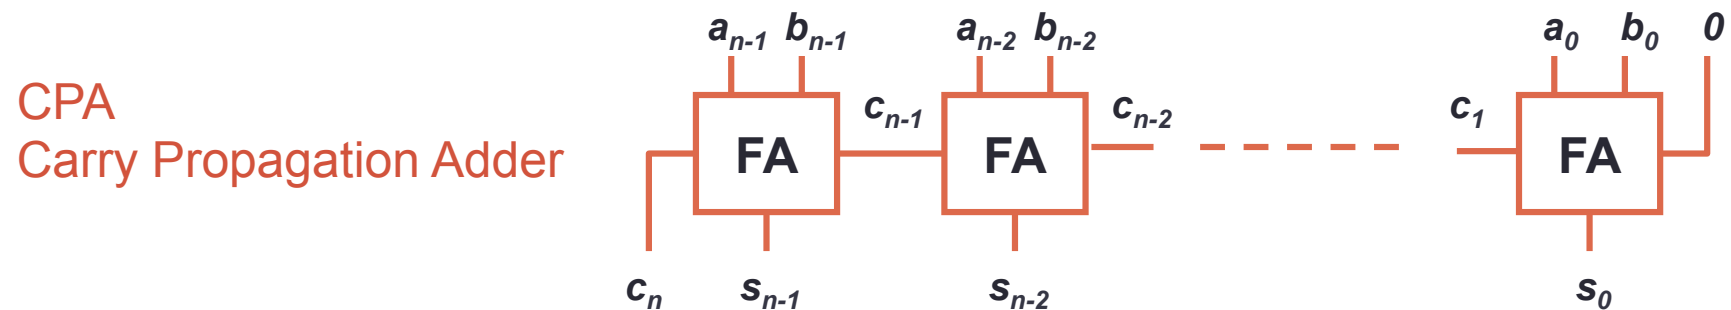 a_{n-1} b_{n-1} a_{n-2} b_{n-2} a_0 b_0 0
CPA
Carry Propagation Adder
c_{n-1} c_{n-2} c_1
FA FA FA
c_n s_{n-1} s_{n-2} s_0